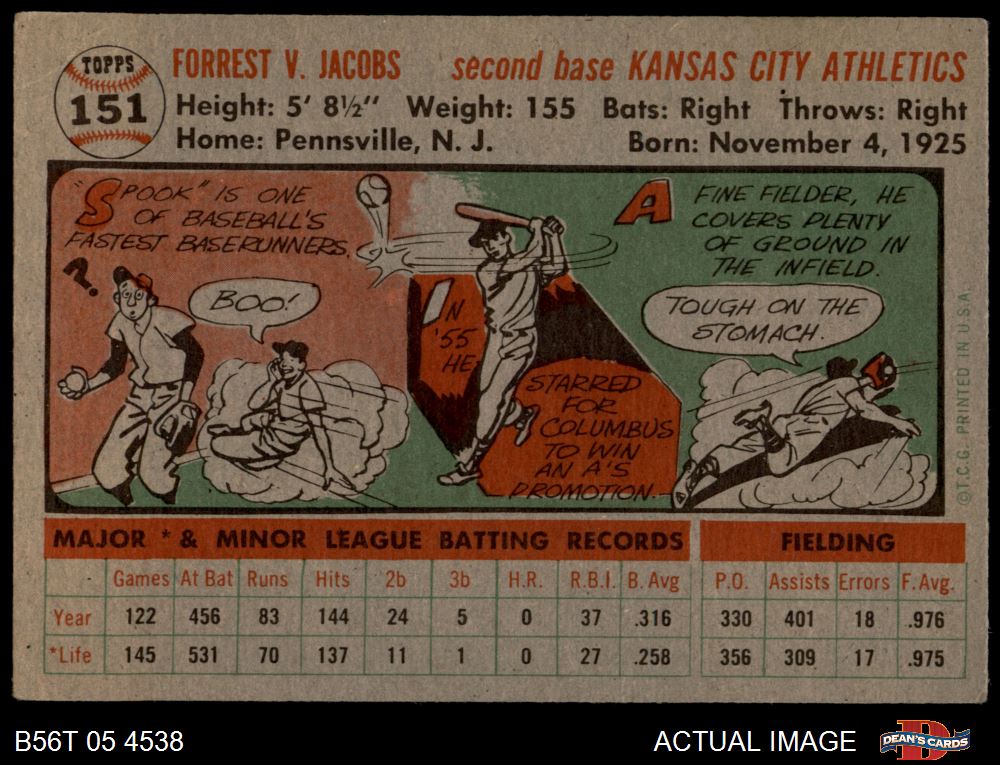 TOPPS
151
FORREST V. JACOBS second base KANSAS CITY ATHLETICS
Height: 5' 8½" Weight: 155 Bats: Right Throws: Right
Home: Pennsville, N. J. Born: November 4, 1925
"SPOOK" IS ONE
OF BASEBALL'S
FASTEST BASERUNNERS.
?
BOO!
IN
'55
HE
STARRED
FOR
COLUMBUS
TO WIN
AN A'S
PROMOTION.
A FINE FIELDER, HE
COVERS PLENTY
OF GROUND IN
THE INFIELD.
TOUGH ON THE
STOMACH.
©T.C.G. PRINTED IN U.S.A.
MAJOR * & MINOR LEAGUE BATTING RECORDS FIELDING
Games At Bat Runs Hits 2b 3b H.R. R.B.I. B. Avg P.O. Assists Errors F. Avg.
Year 122 456 83 144 24 5 0 37 .316 330 401 18 .976
*Life 145 531 70 137 11 1 0 27 .258 356 309 17 .975
B56T 05 4538 ACTUAL IMAGE DEAN'S CARDS